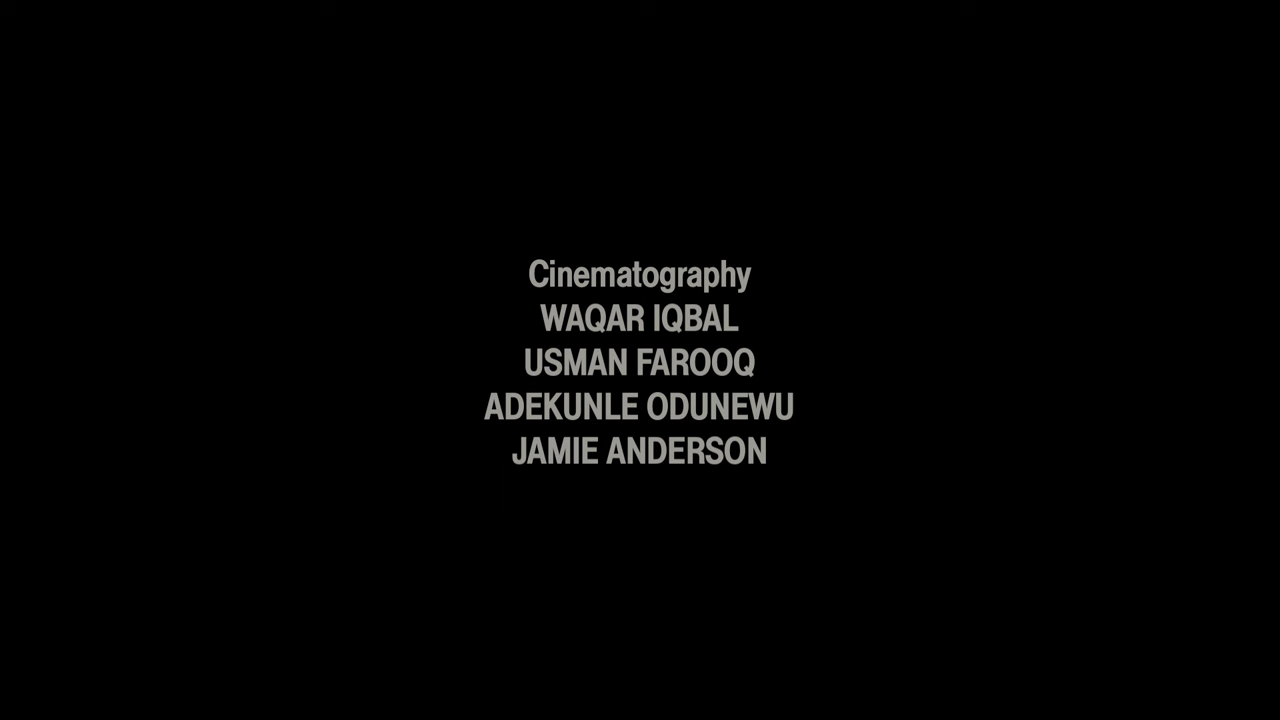 Cinematography
WAQAR IQBAL
USMAN FAROOQ
ADEKUNLE ODUNEWU
JAMIE ANDERSON